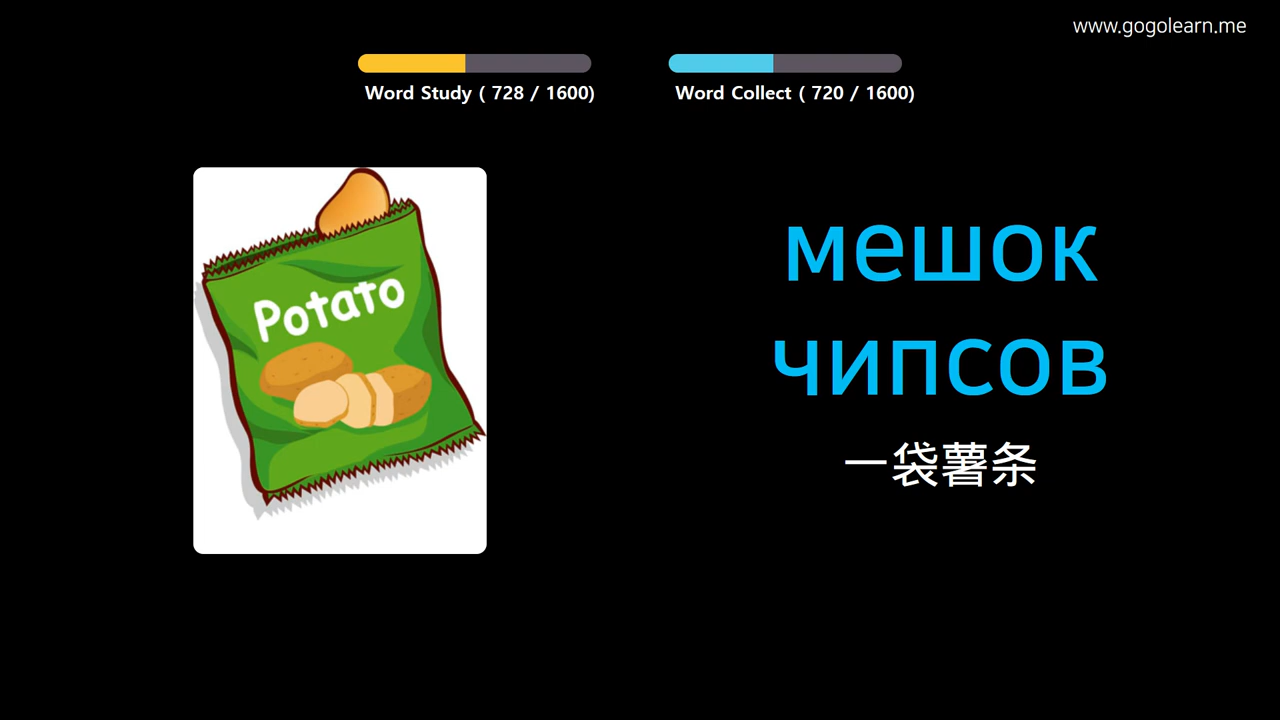 www.gogolearn.me
Word Study ( 728 / 1600)
Word Collect ( 720 / 1600)
Potato
мешок
чипсов
一袋薯条